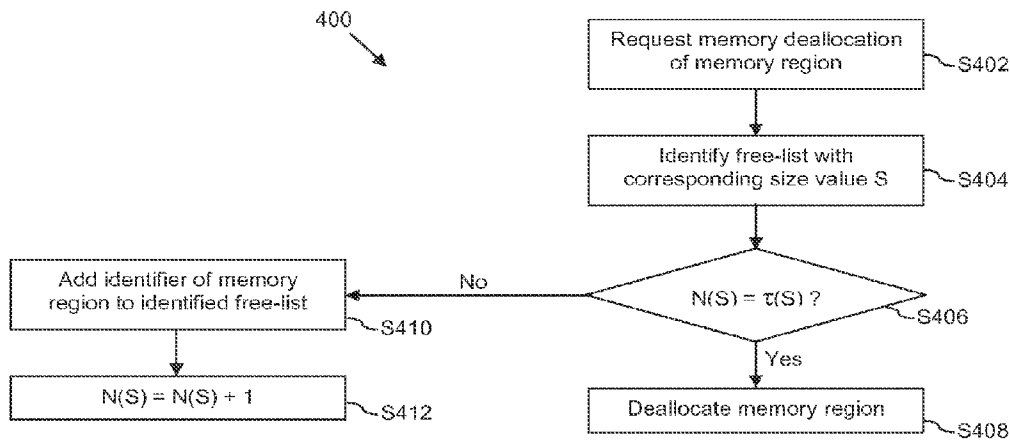 400
Request memory deallocation
of memory region
S402
Identify free-list with
corresponding size value S
S404
N(S) = τ(S) ?
S406
No
Yes
Add identifier of memory
region to identified free-list
S410
N(S) = N(S) + 1
S412
Deallocate memory region
S408